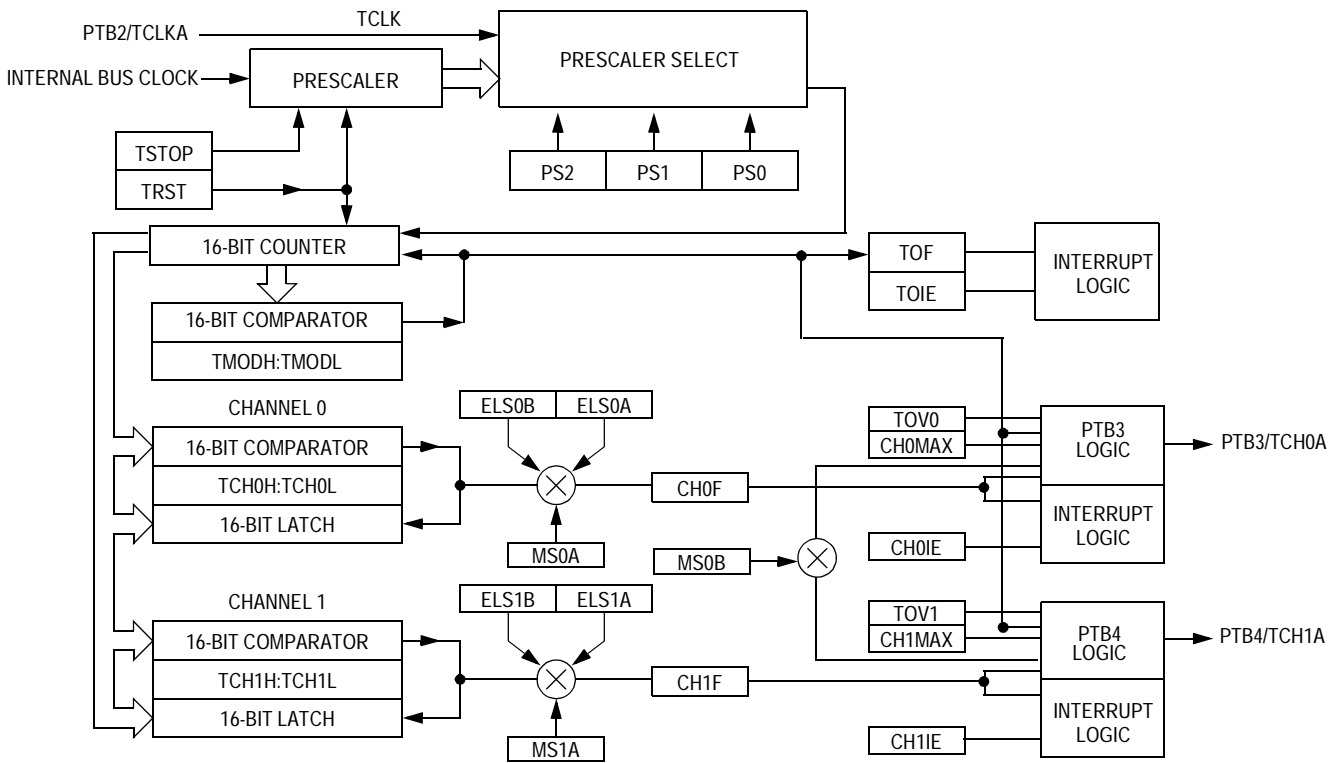 TCLK
PTB2/TCLKA
PRESCALER SELECT
INTERNAL BUS CLOCK
PRESCALER
TSTOP
TRST
PS2
PS1
PS0
16-BIT COUNTER
TOF
TOIE
INTERRUPT
LOGIC
16-BIT COMPARATOR
TMODH:TMODL
CHANNEL 0
ELS0B
ELS0A
16-BIT COMPARATOR
TCH0H:TCH0L
16-BIT LATCH
MS0A
CH0F
TOV0
CH0MAX
PTB3
LOGIC
PTB3/TCH0A
INTERRUPT
LOGIC
CH0IE
MS0B
CHANNEL 1
ELS1B
ELS1A
16-BIT COMPARATOR
TCH1H:TCH1L
16-BIT LATCH
MS1A
CH1F
TOV1
CH1MAX
PTB4
LOGIC
PTB4/TCH1A
INTERRUPT
LOGIC
CH1IE